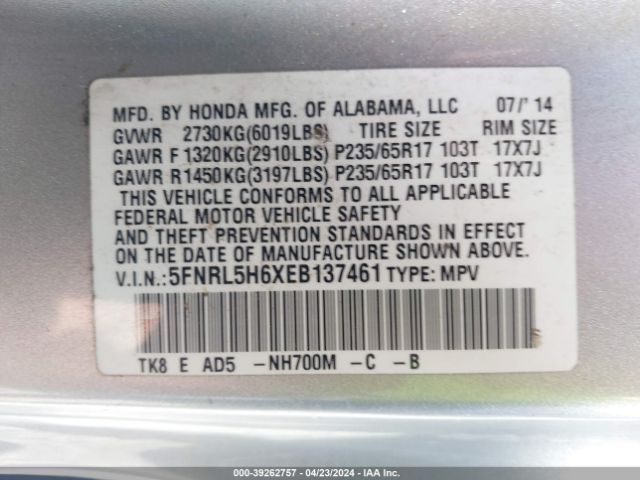 MFD. BY HONDA MFG. OF ALABAMA, LLC 07/'14
GVWR 2730KG(6019LBS) TIRE SIZE RIM SIZE
GAWR F 1320KG(2910LBS) P235/65R17 103T 17X7J
GAWR R1450KG(3197LBS) P235/65R17 103T 17X7J
THIS VEHICLE CONFORMS TO ALL APPLICABLE
FEDERAL MOTOR VEHICLE SAFETY
AND THEFT PREVENTION STANDARDS IN EFFECT
ON THE DATE OF MANUFACTURE SHOWN ABOVE.
V.I.N.:5FNRL5H6XEB137461 TYPE: MPV
TK8 E AD5 -NH700M -C -B
000-39262757 - 04/23/2024 - IAA Inc.